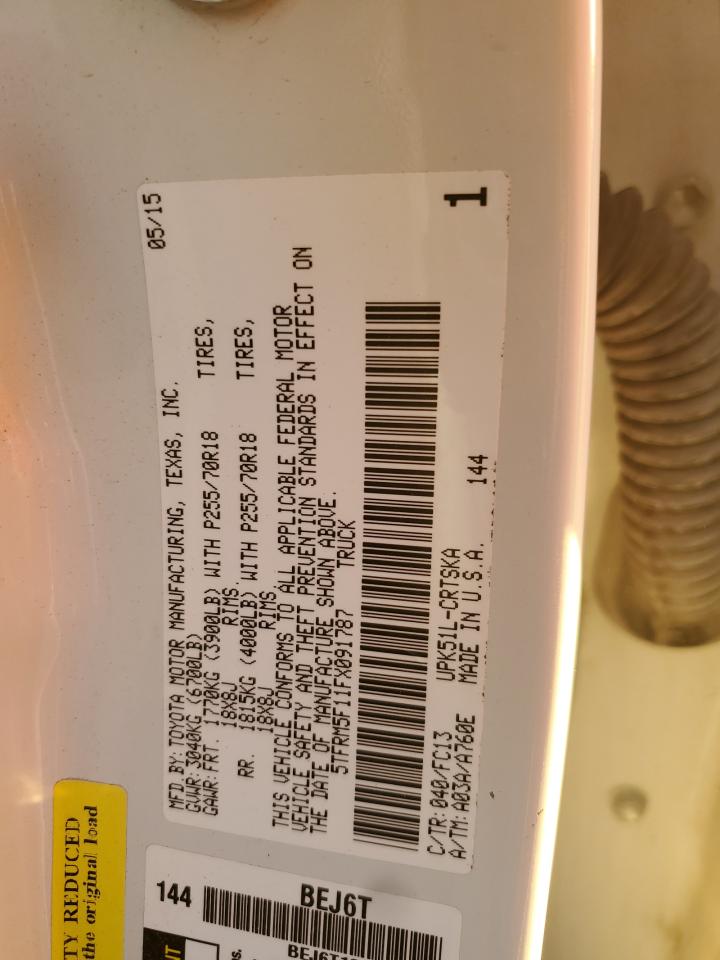 05/15
MFD BY: TOYOTA MOTOR MANUFACTURING, TEXAS, INC.
GVWR: 3040KG (6700LB)
GAWR: FRT. 1770KG (3900LB) WITH P255/70R18 TIRES,
18X8J RIMS
RR. 1815KG (4000LB) WITH P255/70R18 TIRES,
18X8J RIMS
THIS VEHICLE CONFORMS TO ALL APPLICABLE FEDERAL MOTOR
VEHICLE SAFETY AND THEFT PREVENTION STANDARDS IN EFFECT ON
THE DATE OF MANUFACTURE SHOWN ABOVE.
5TFRM5F11FX091787 TRUCK
C/TR: 040/FC13 UPK51L-CRTSKA
A/TM: A03A/A760E MADE IN U.S.A. 144
1
REDUCED
the original load
144
BEJ6T